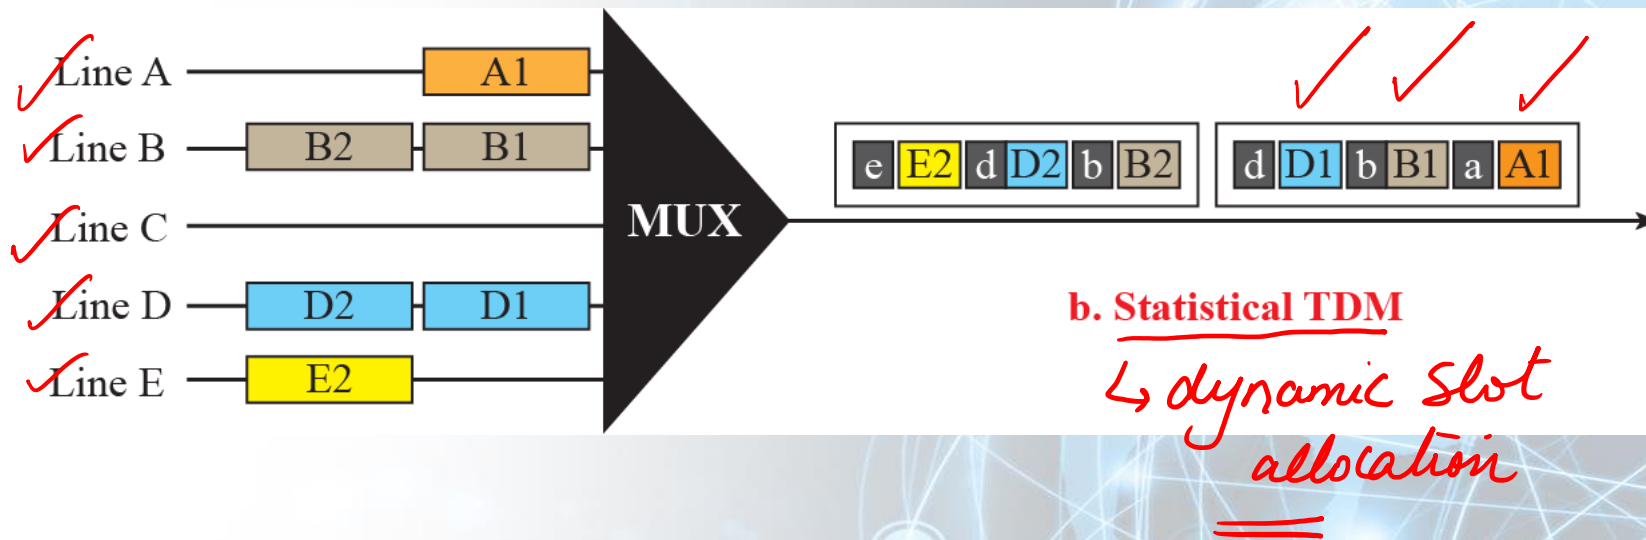 Line A A1
Line B B2 B1
Line C
Line D D2 D1
Line E E2
MUX
e E2 d D2 b B2 d D1 b B1 a A1
b. Statistical TDM
↳ dynamic slot
allocation